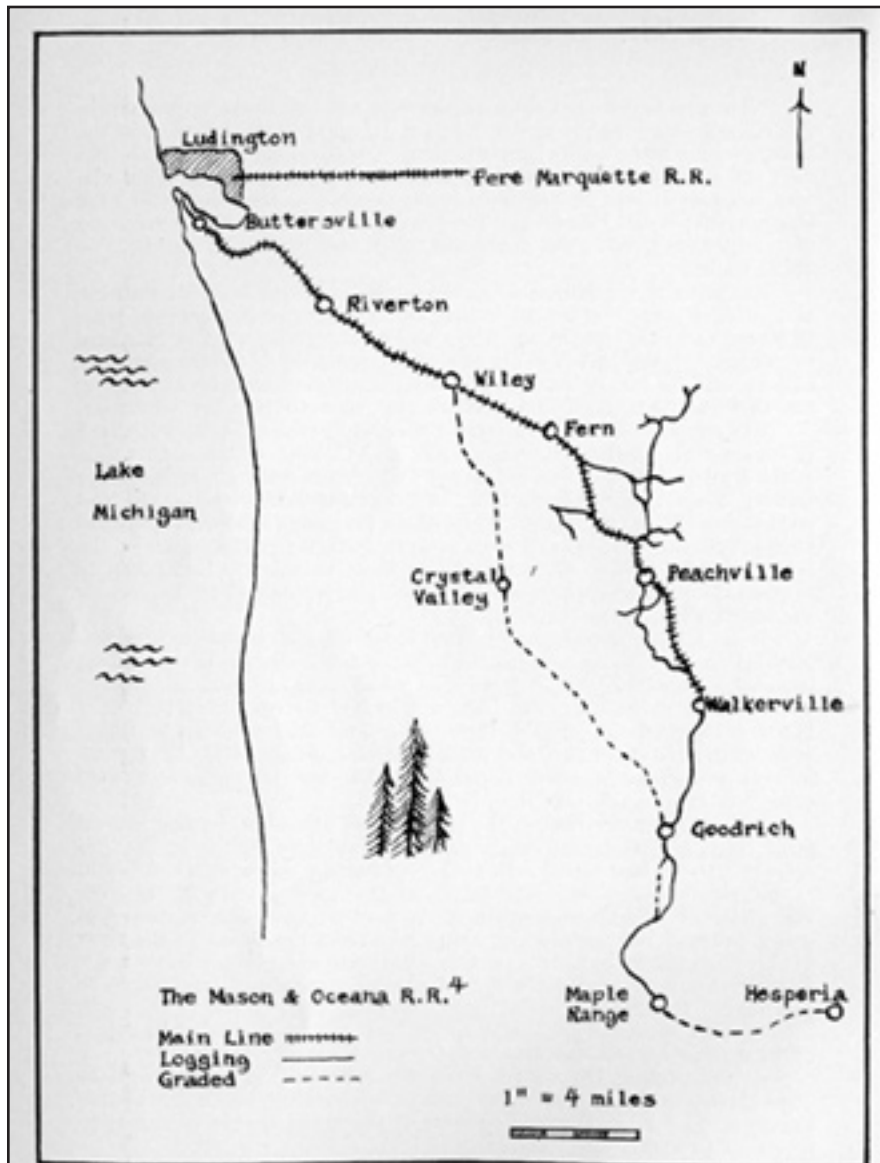 N
Ludington
Pere Marquette R.R.
Buttersville
Riverton
Wiley
Fern
Lake
Michigan
Crystal
Valley
Peachville
Walkerville
Goodrich
The Mason & Oceana R.R.4
Maple
Range
Hesperia
Main Line
Logging
Graded
1" = 4 miles